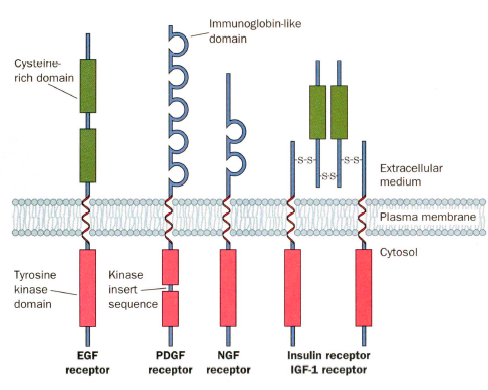 Immunoglobin-like
domain
Cysteine-
rich domain
-S-S-
-S-S-
-S-S-
Extracellular
medium
Plasma membrane
Cytosol
Tyrosine
kinase
domain
Kinase
insert
sequence
EGF
receptor
PDGF
receptor
NGF
receptor
Insulin receptor
IGF-1 receptor